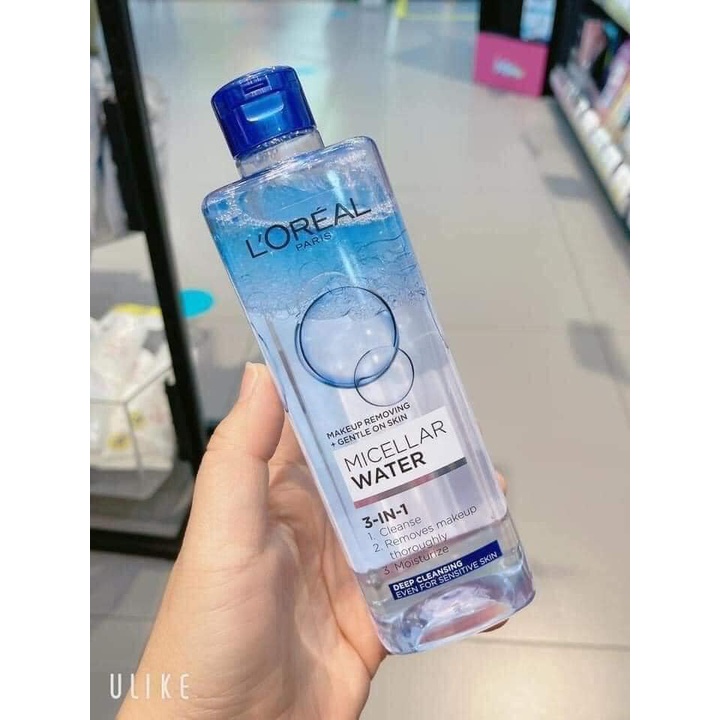 L'ORÉAL
PARIS
MAKEUP REMOVING
+ GENTLE ON SKIN
MICELLAR
WATER
3-IN-1
1. Cleanse
2. Removes makeup
thoroughly
3. Moisturize
DEEP CLEANSING
EVEN FOR SENSITIVE SKIN
ULIKE